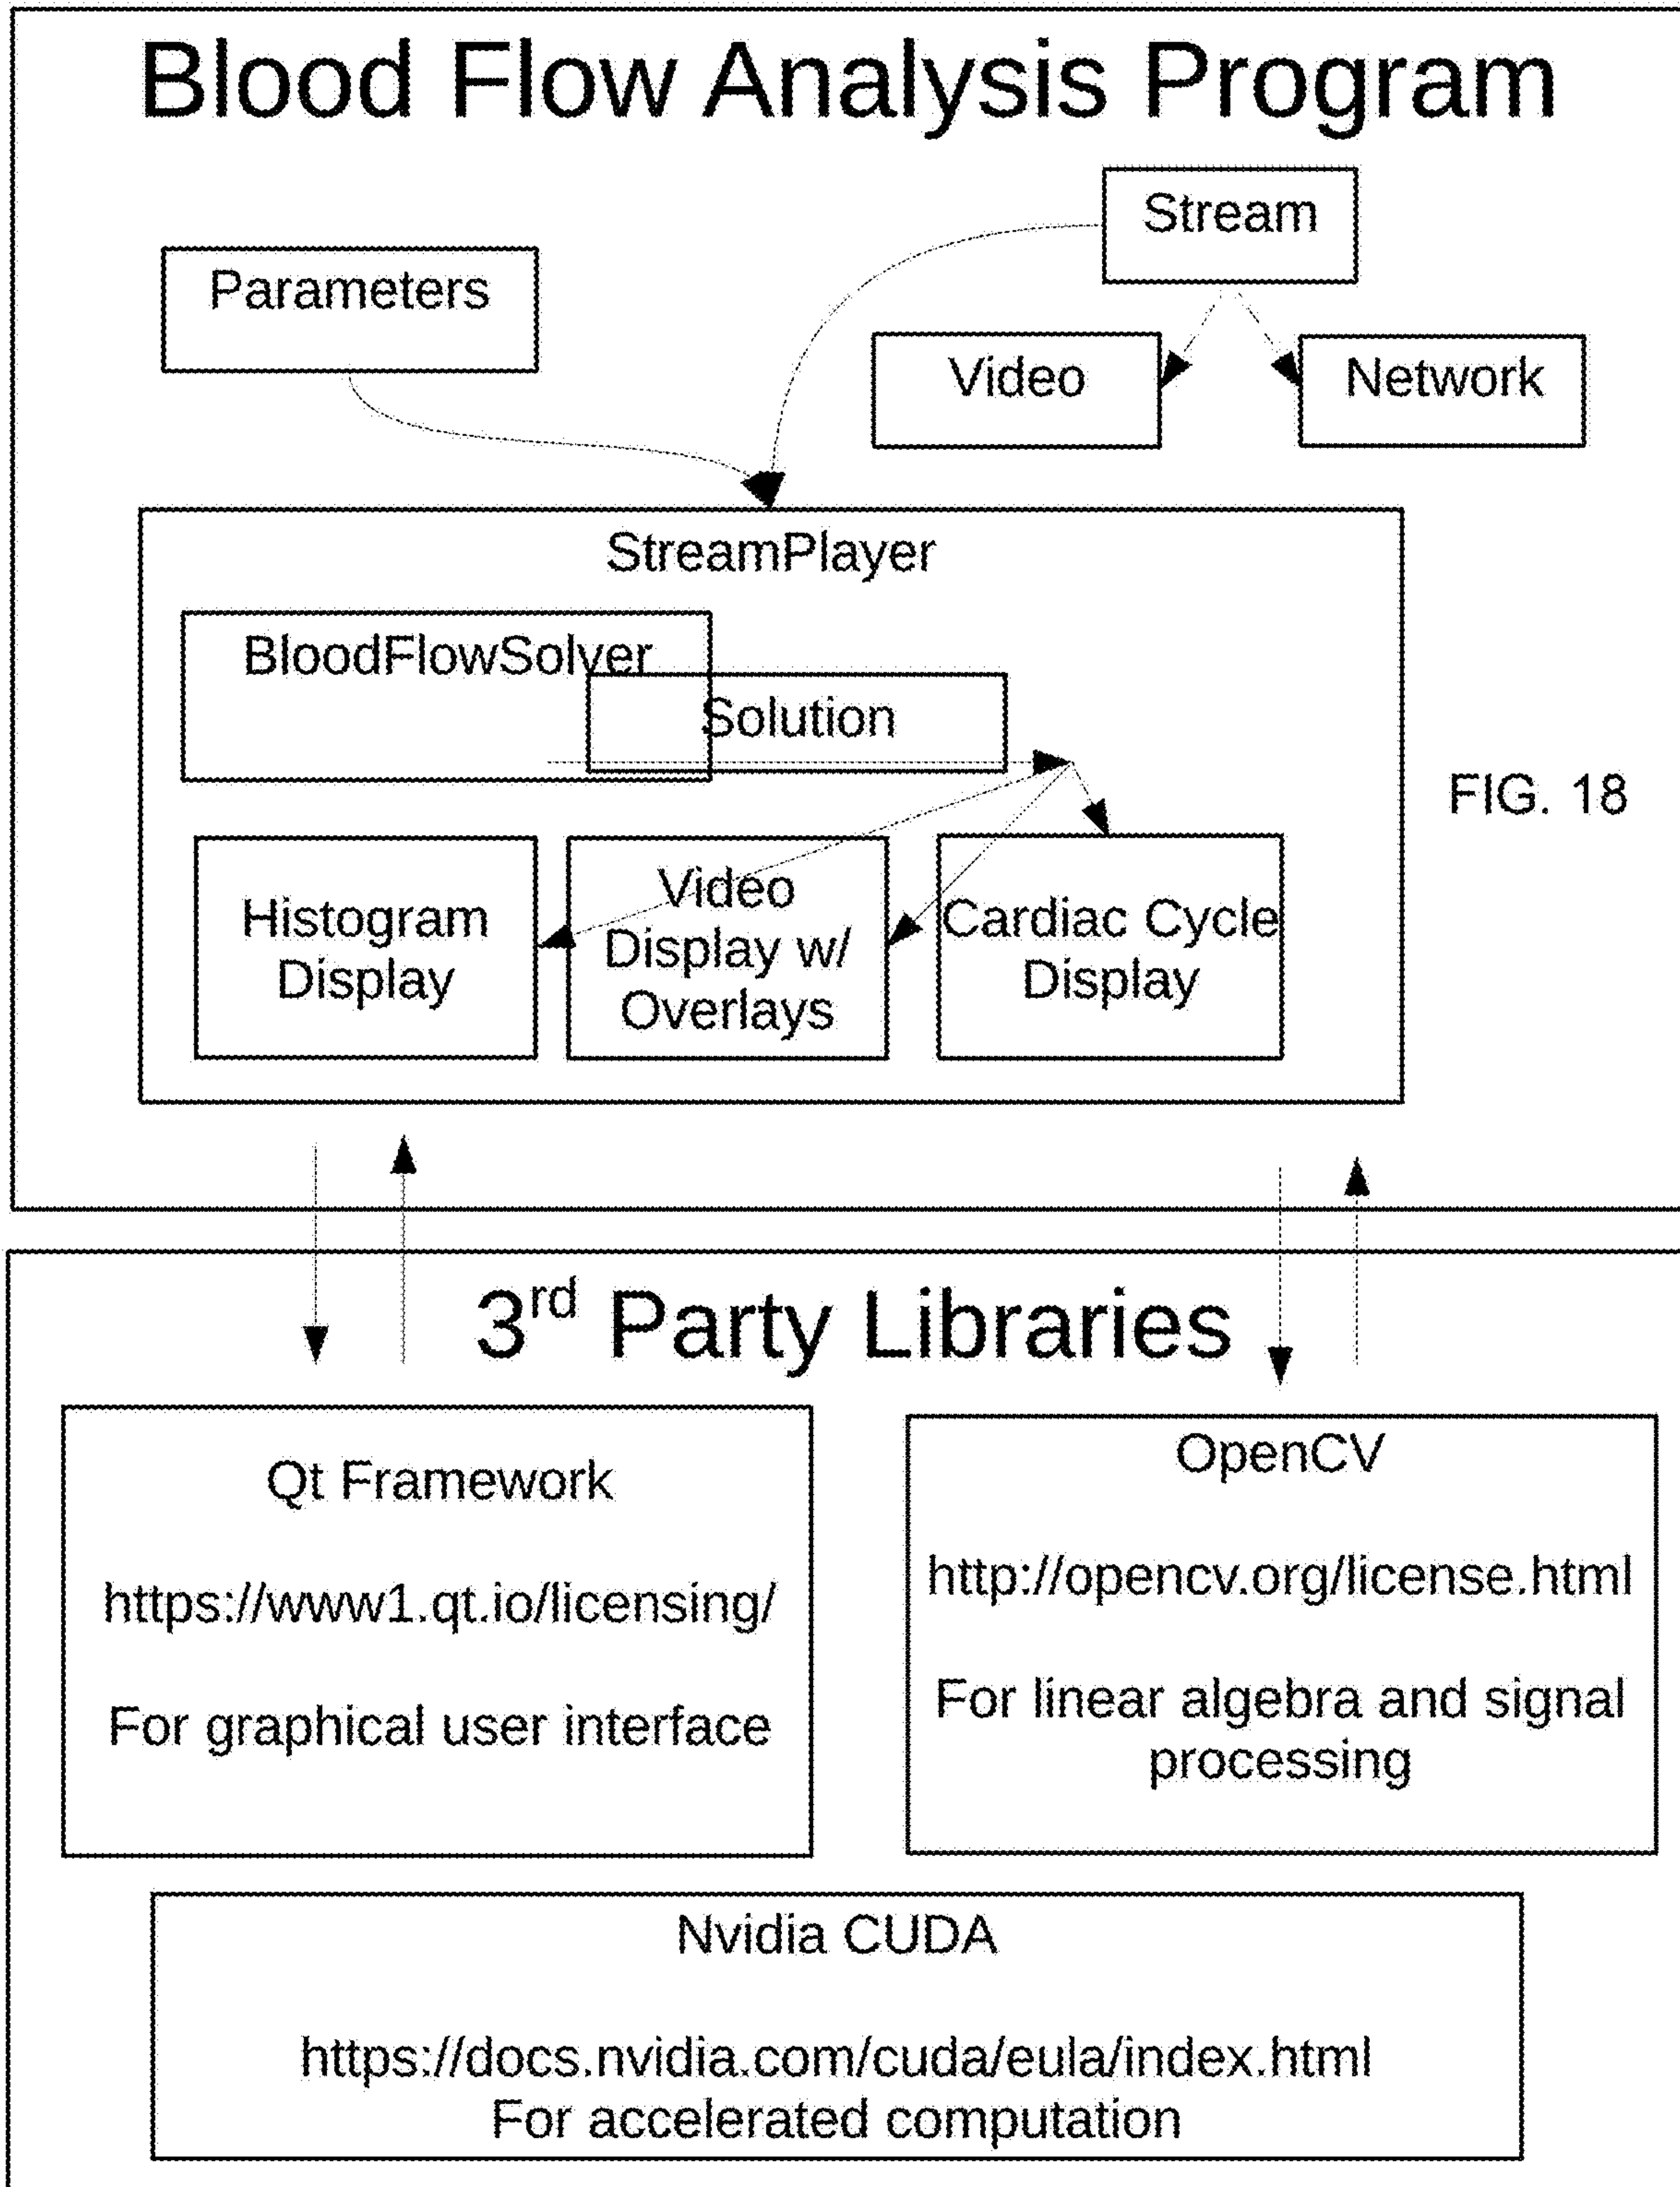 Blood Flow Analysis Program
Stream
Parameters
Video
Network
StreamPlayer
BloodFlowSolver
Solution
FIG. 18
Histogram
Display
Video
Display w/
Overlays
Cardiac Cycle
Display
3rd Party Libraries
Qt Framework
https://www1.qt.io/licensing/
For graphical user interface
OpenCV
http://opencv.org/license.html
For linear algebra and signal
processing
Nvidia CUDA
https://docs.nvidia.com/cuda/eula/index.html
For accelerated computation